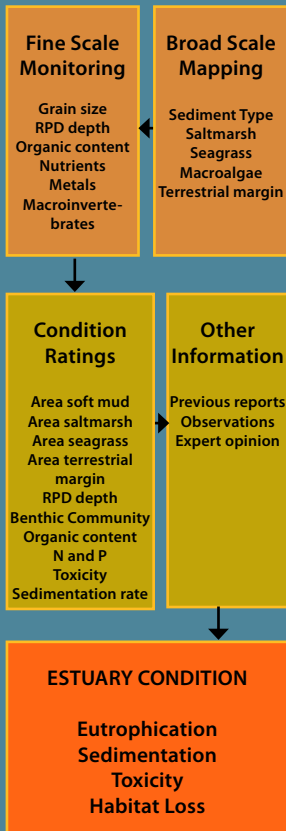 Fine Scale
Monitoring
Grain size
RPD depth
Organic content
Nutrients
Metals
Macroinverte-
brates
Broad Scale
Mapping
Sediment Type
Saltmarsh
Seagrass
Macroalgae
Terrestrial margin
Condition
Ratings
Area soft mud
Area saltmarsh
Area seagrass
Area terrestrial
margin
RPD depth
Benthic Community
Organic content
N and P
Toxicity
Sedimentation rate
Other
Information
Previous reports
Observations
Expert opinion
ESTUARY CONDITION
Eutrophication
Sedimentation
Toxicity
Habitat Loss